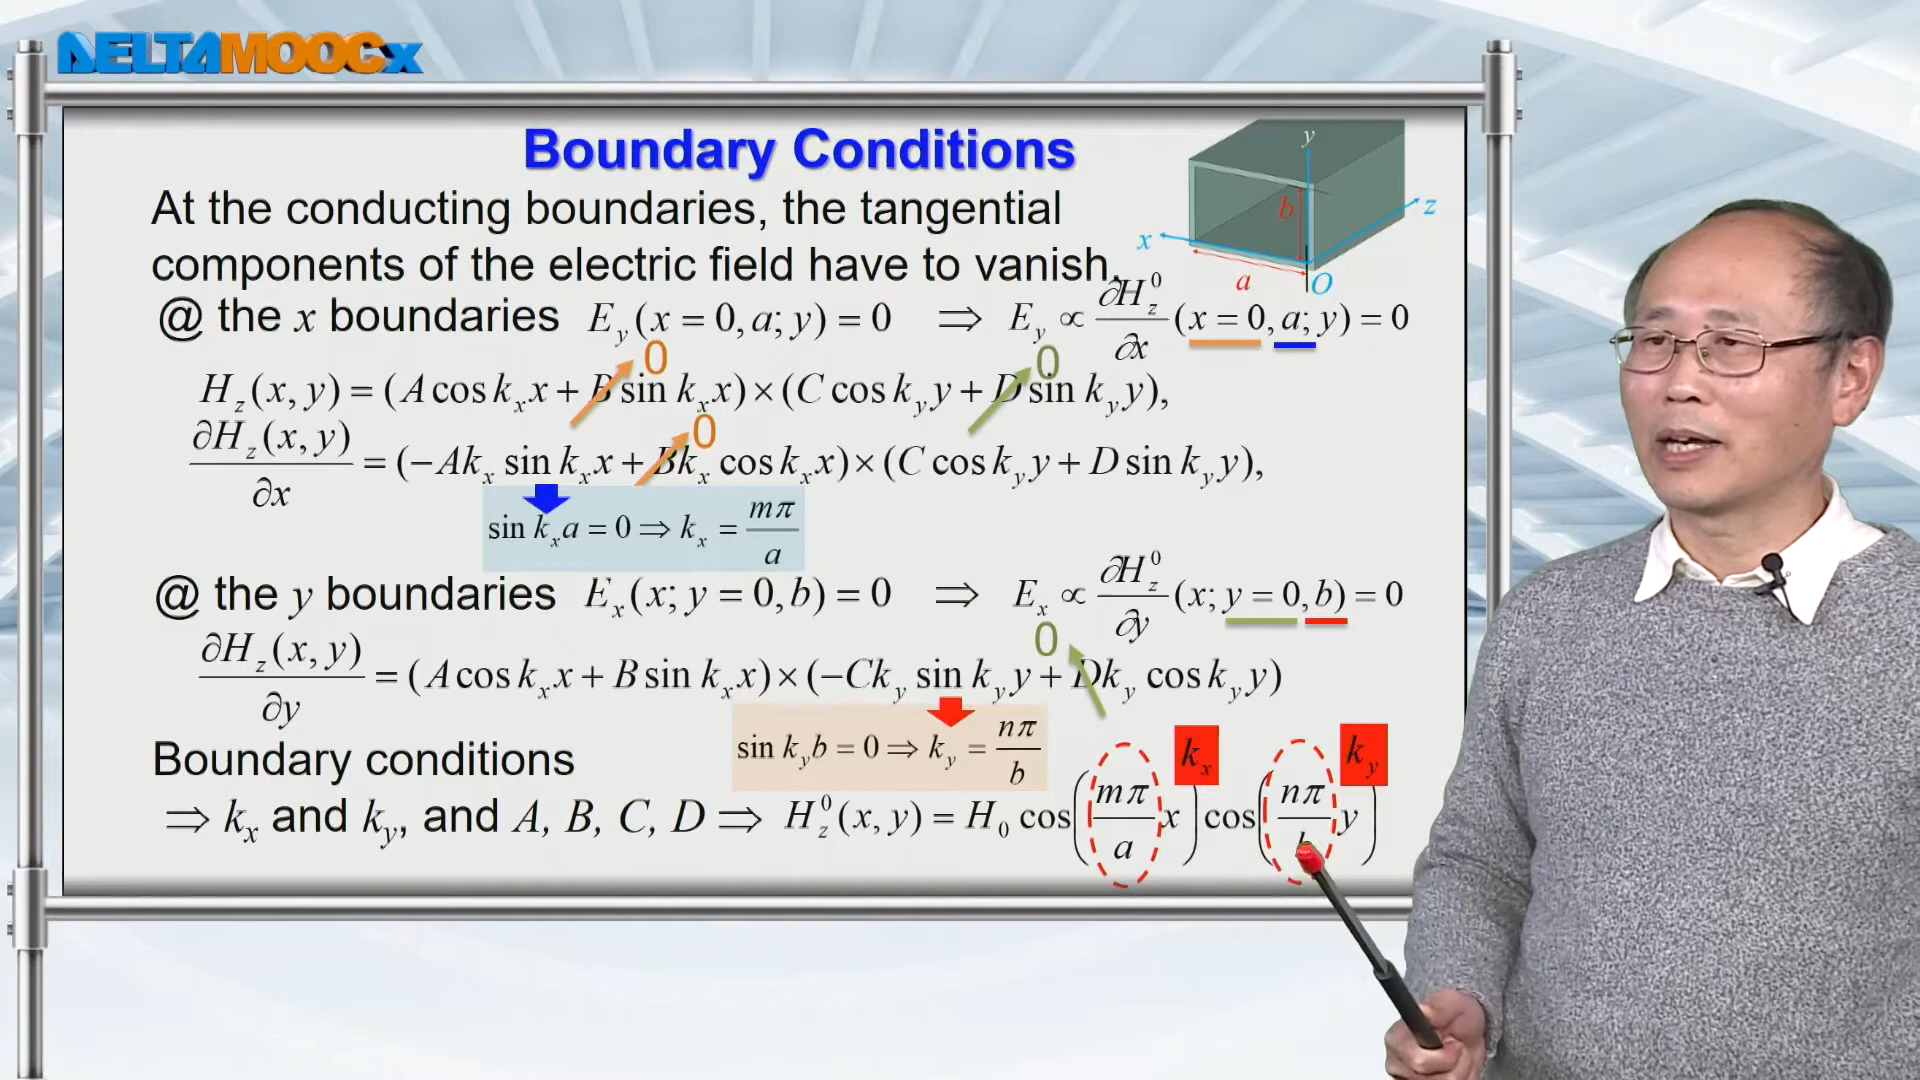 DELTAMOOCx
Boundary Conditions
At the conducting boundaries, the tangential
components of the electric field have to vanish.
y
b
z
x
a
O
@ the x boundaries E_y(x = 0, a; y) = 0 ⇒ E_y ∝ ∂H_z^0/∂x (x = 0, a; y) = 0
0
0
H_z(x, y) = (A cos k_x x + B sin k_x x) × (C cos k_y y + D sin k_y y),
0
∂H_z(x, y)/∂x = (−Ak_x sin k_x x + Bk_x cos k_x x) × (C cos k_y y + D sin k_y y),
sin k_x a = 0 ⇒ k_x = mπ/a
@ the y boundaries E_x(x; y = 0, b) = 0 ⇒ E_x ∝ ∂H_z^0/∂y (x; y = 0, b) = 0
0
∂H_z(x, y)/∂y = (A cos k_x x + B sin k_x x) × (−Ck_y sin k_y y + Dk_y cos k_y y)
sin k_y b = 0 ⇒ k_y = nπ/b
k_x
k_y
Boundary conditions
⇒ k_x and k_y, and A, B, C, D ⇒ H_z^0(x, y) = H_0 cos(mπ/a x) cos(nπ/b y)